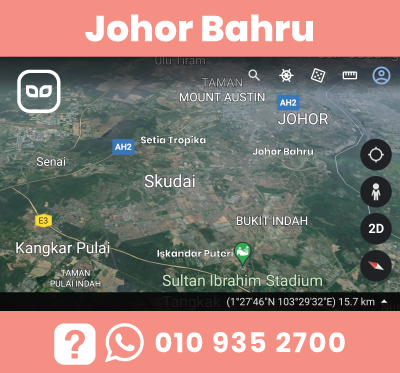 Johor Bahru
Ulu Tiram
TAMAN
MOUNT AUSTIN
AH2
JOHOR
Setia Tropika
AH2
Johor Bahru
Senai
Skudai
E3
BUKIT INDAH
2D
Kangkar Pulai
Iskandar Puteri
TAMAN
PULAI INDAH
Sultan Ibrahim Stadium
Tangkak
(1°27'46"N 103°29'32"E) 15.7 km
? 010 935 2700